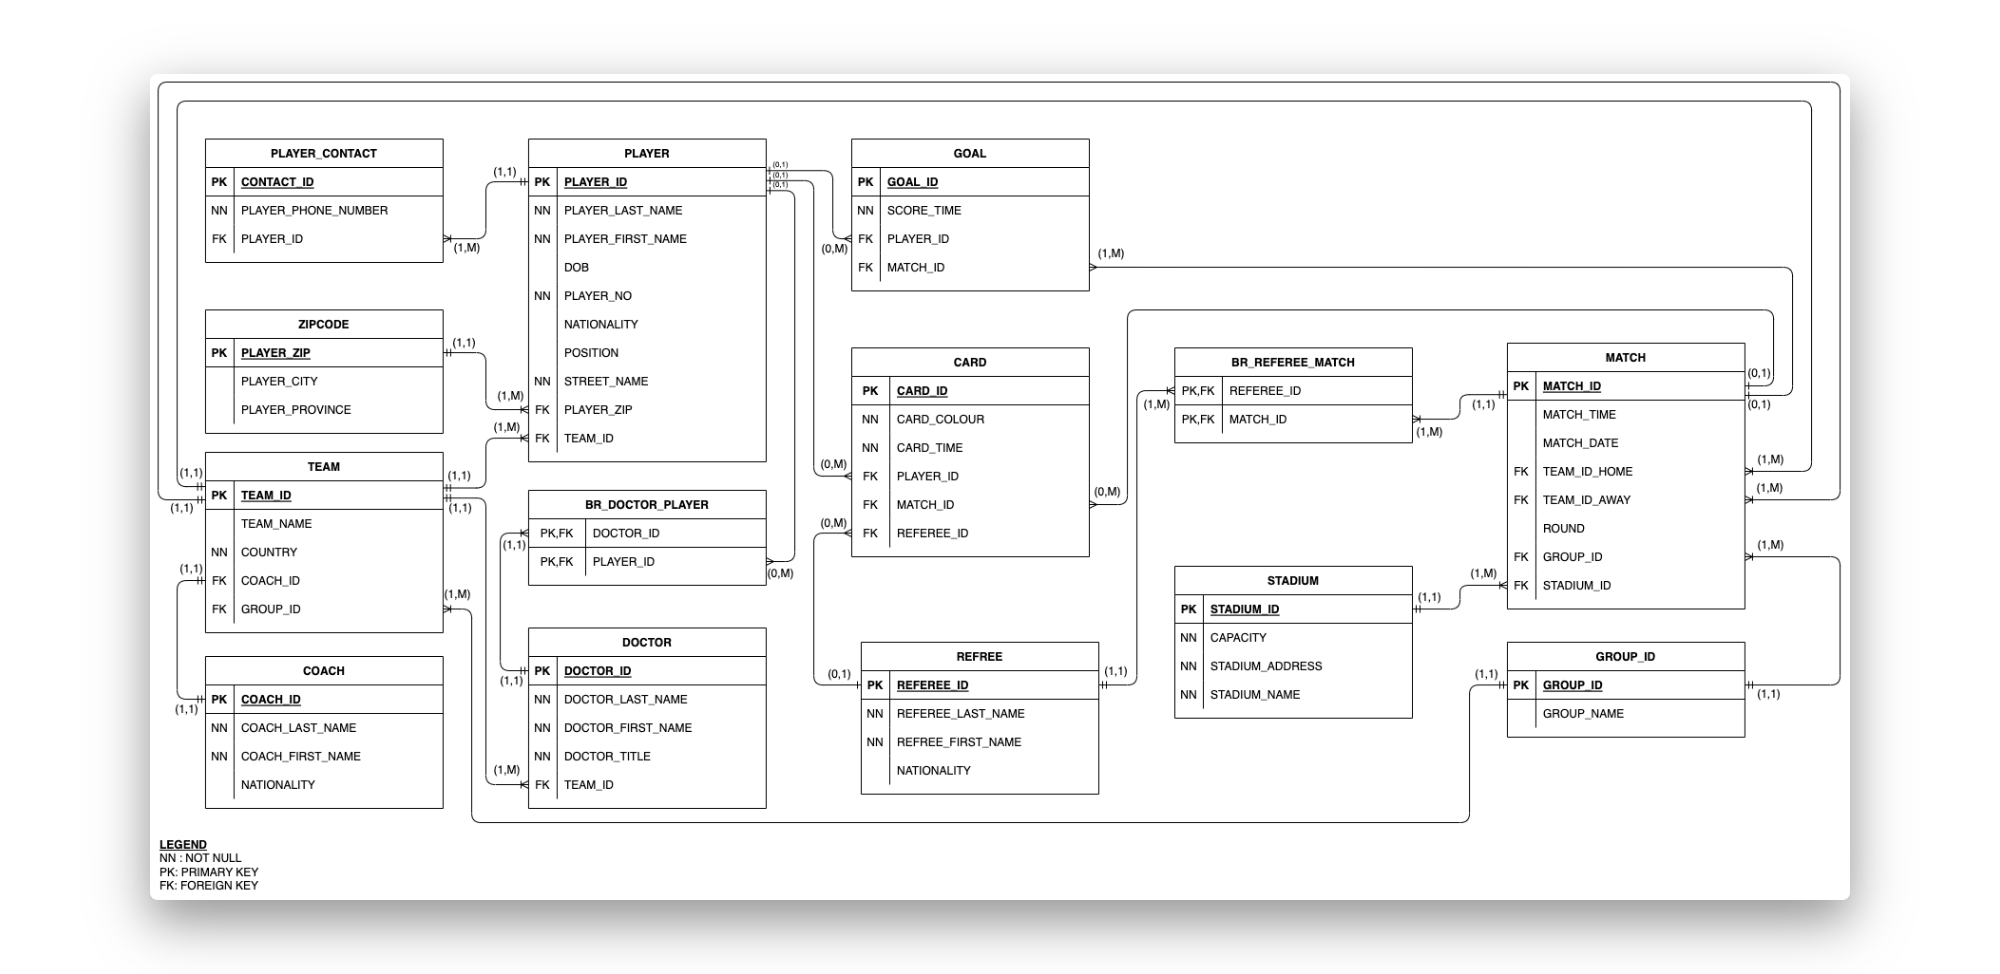 PLAYER_CONTACT
PK CONTACT_ID
NN PLAYER_PHONE_NUMBER
FK PLAYER_ID
(1,1)
(1,M)
PLAYER
PK PLAYER_ID
NN PLAYER_LAST_NAME
NN PLAYER_FIRST_NAME
DOB
NN PLAYER_NO
NATIONALITY
POSITION
NN STREET_NAME
FK PLAYER_ZIP
FK TEAM_ID
(0,1)
(0,1)
(0,1)
GOAL
PK GOAL_ID
NN SCORE_TIME
FK PLAYER_ID
FK MATCH_ID
(0,M)
(1,M)
ZIPCODE
PK PLAYER_ZIP
PLAYER_CITY
PLAYER_PROVINCE
(1,1)
(1,M)
(1,M)
CARD
PK CARD_ID
NN CARD_COLOUR
NN CARD_TIME
FK PLAYER_ID
FK MATCH_ID
FK REFEREE_ID
(0,M)
(0,M)
(0,M)
BR_REFEREE_MATCH
PK,FK REFEREE_ID
PK,FK MATCH_ID
(1,M)
(1,M)
(1,1)
MATCH
PK MATCH_ID
MATCH_TIME
MATCH_DATE
FK TEAM_ID_HOME
FK TEAM_ID_AWAY
ROUND
FK GROUP_ID
FK STADIUM_ID
(0,1)
(0,1)
(1,M)
(1,M)
(1,M)
(1,M)
TEAM
PK TEAM_ID
TEAM_NAME
NN COUNTRY
FK COACH_ID
FK GROUP_ID
(1,1)
(1,1)
(1,1)
(1,1)
(1,1)
(1,M)
BR_DOCTOR_PLAYER
PK,FK DOCTOR_ID
PK,FK PLAYER_ID
(1,1)
(0,M)
STADIUM
PK STADIUM_ID
NN CAPACITY
NN STADIUM_ADDRESS
NN STADIUM_NAME
(1,1)
COACH
PK COACH_ID
NN COACH_LAST_NAME
NN COACH_FIRST_NAME
NATIONALITY
(1,1)
DOCTOR
PK DOCTOR_ID
NN DOCTOR_LAST_NAME
NN DOCTOR_FIRST_NAME
NN DOCTOR_TITLE
FK TEAM_ID
(1,1)
(1,M)
REFREE
PK REFEREE_ID
NN REFEREE_LAST_NAME
NN REFREE_FIRST_NAME
NATIONALITY
(0,1)
(1,1)
GROUP_ID
PK GROUP_ID
GROUP_NAME
(1,1)
(1,1)
LEGEND
NN : NOT NULL
PK: PRIMARY KEY
FK: FOREIGN KEY